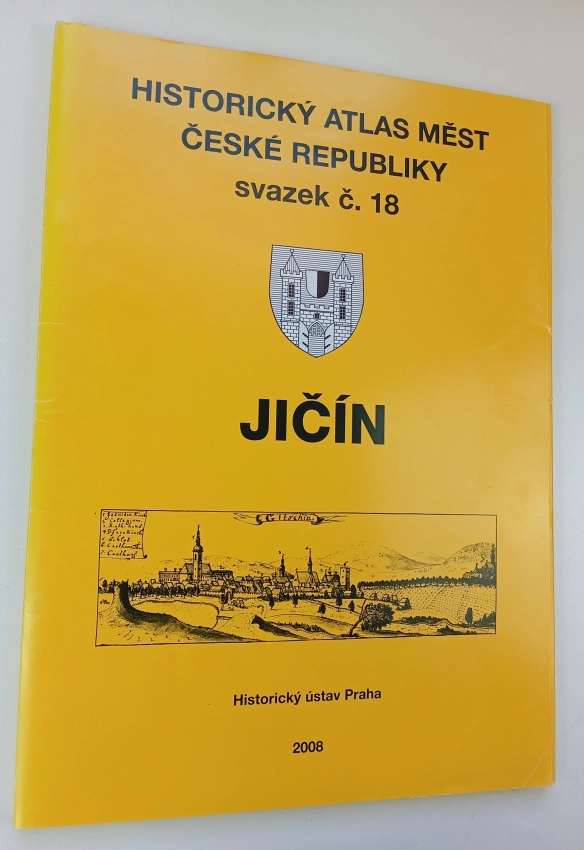 HISTORICKÝ ATLAS MĚST
ČESKÉ REPUBLIKY
svazek č. 18
JIČÍN
Historický ústav Praha
2008